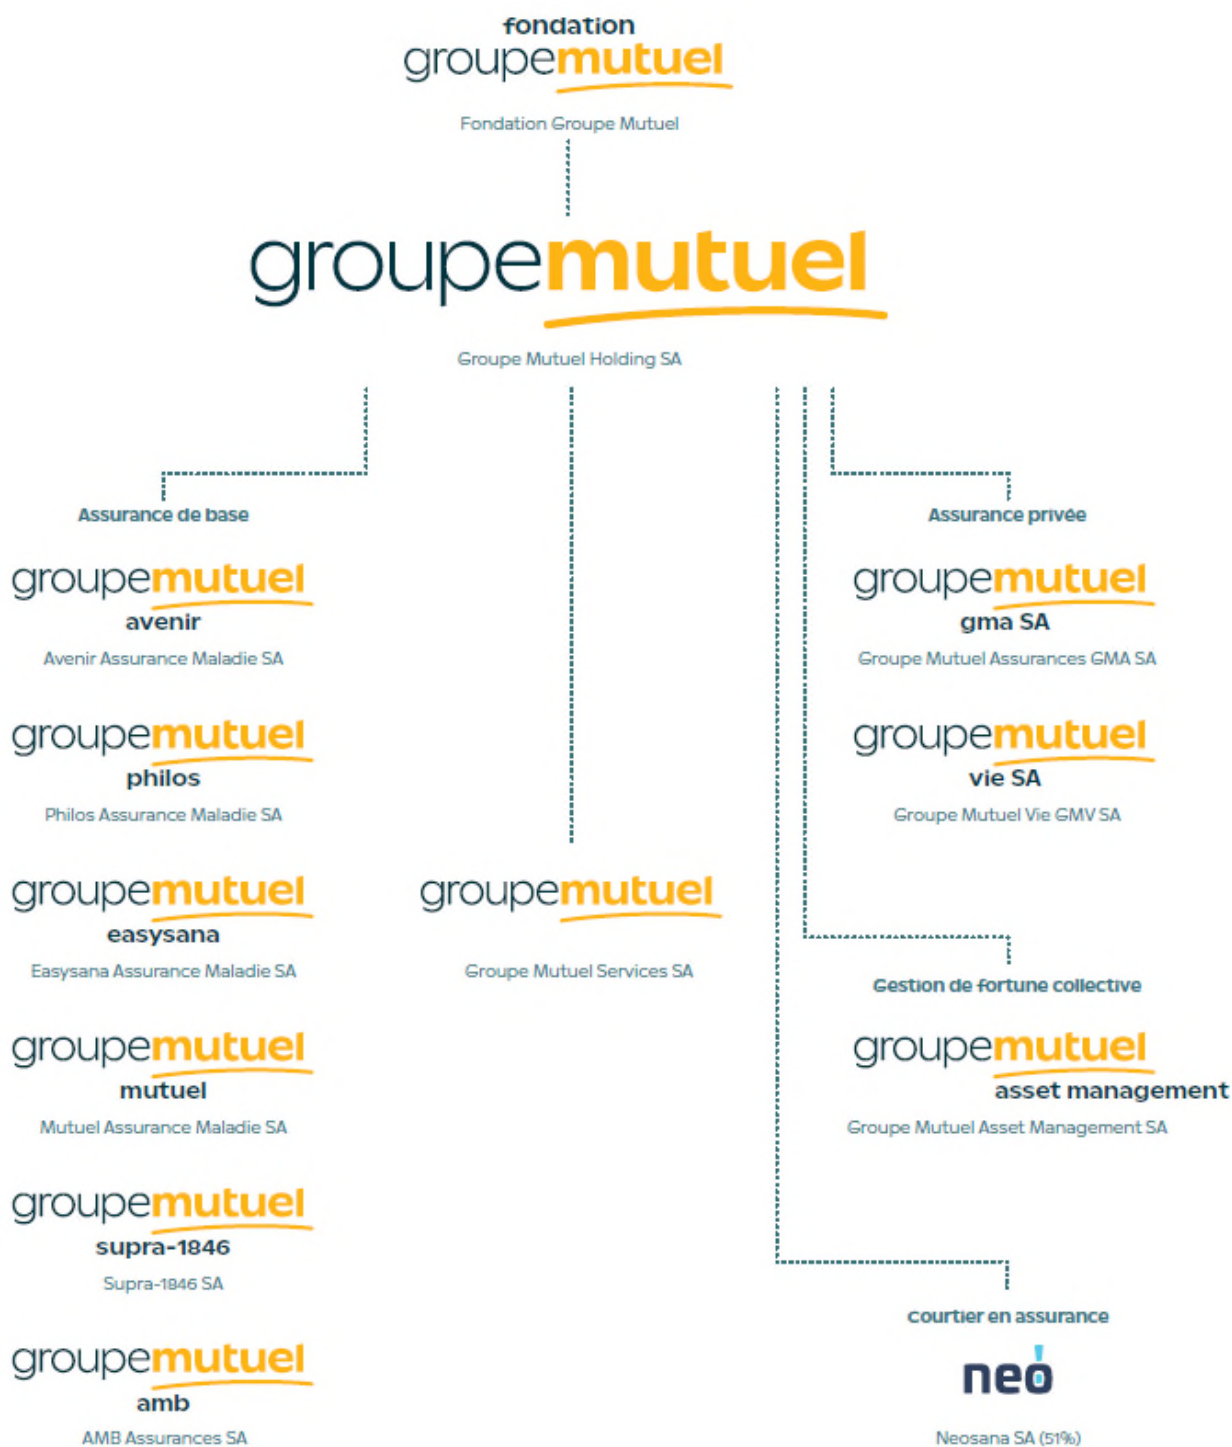 fondation
groupemutuel
Fondation Groupe Mutuel
groupemutuel
Groupe Mutuel Holding SA
Assurance de base
groupemutuel
avenir
Avenir Assurance Maladie SA
groupemutuel
philos
Philos Assurance Maladie SA
groupemutuel
easysana
Easysana Assurance Maladie SA
groupemutuel
mutuel
Mutuel Assurance Maladie SA
groupemutuel
supra-1846
Supra-1846 SA
groupemutuel
amb
AMB Assurances SA
groupemutuel
Groupe Mutuel Services SA
Assurance privée
groupemutuel
gma SA
Groupe Mutuel Assurances GMA SA
groupemutuel
vie SA
Groupe Mutuel Vie GMV SA
Gestion de fortune collective
groupemutuel
asset management
Groupe Mutuel Asset Management SA
Courtier en assurance
neo
Neosana SA (51%)